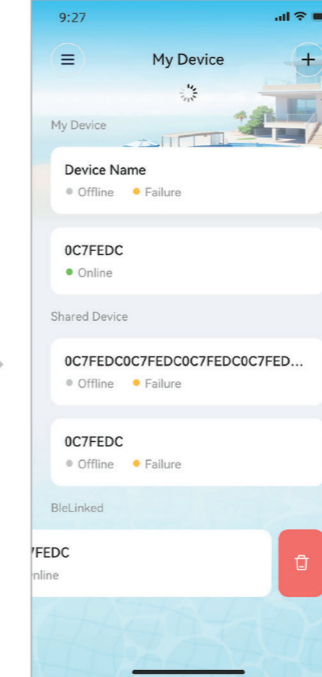 9:27
My Device
My Device
Device Name
Offline Failure
0C7FEDC
Online
Shared Device
0C7FEDC0C7FEDC0C7FEDC0C7FED...
Offline Failure
0C7FEDC
Offline Failure
BleLinked
7FEDC
nline